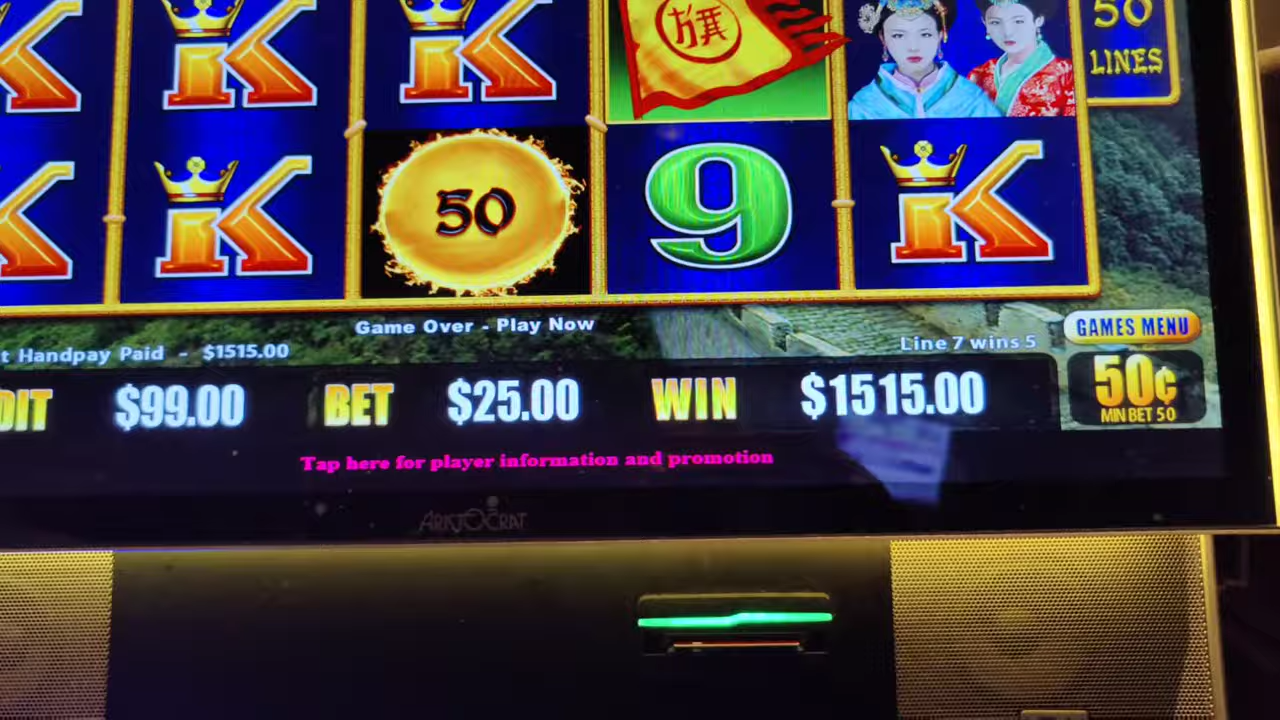 K K K 旗 50
LINES
K K 50 9 K
Game Over - Play Now
t Handpay Paid - $1515.00
Line 7 wins 5
GAMES MENU
DIT $99.00 BET $25.00 WIN $1515.00
50¢
MIN BET 50
Tap here for player information and promotion
ARISTOCRAT